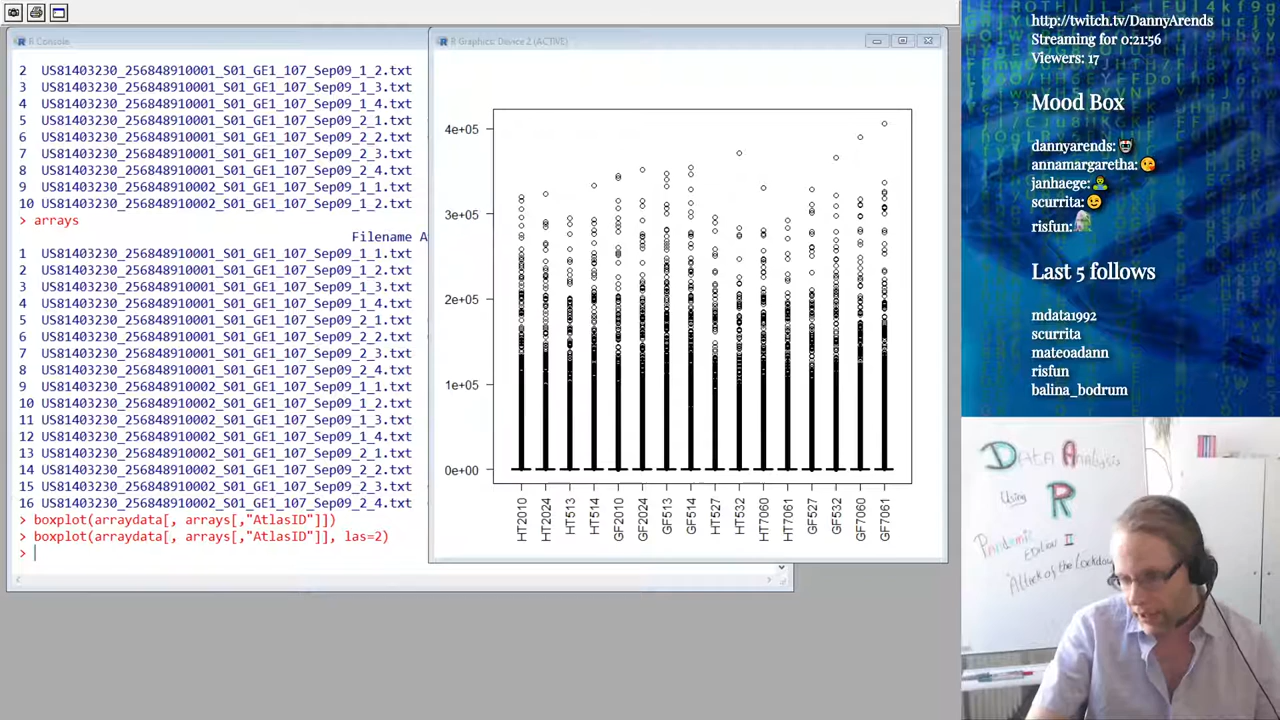 R Console
2 US81403230_256848910001_S01_GE1_107_Sep09_1_2.txt
3 US81403230_256848910001_S01_GE1_107_Sep09_1_3.txt
4 US81403230_256848910001_S01_GE1_107_Sep09_1_4.txt
5 US81403230_256848910001_S01_GE1_107_Sep09_2_1.txt
6 US81403230_256848910001_S01_GE1_107_Sep09_2_2.txt
7 US81403230_256848910001_S01_GE1_107_Sep09_2_3.txt
8 US81403230_256848910001_S01_GE1_107_Sep09_2_4.txt
9 US81403230_256848910002_S01_GE1_107_Sep09_1_1.txt
10 US81403230_256848910002_S01_GE1_107_Sep09_1_2.txt
> arrays
Filename A
1 US81403230_256848910001_S01_GE1_107_Sep09_1_1.txt
2 US81403230_256848910001_S01_GE1_107_Sep09_1_2.txt
3 US81403230_256848910001_S01_GE1_107_Sep09_1_3.txt
4 US81403230_256848910001_S01_GE1_107_Sep09_1_4.txt
5 US81403230_256848910001_S01_GE1_107_Sep09_2_1.txt
6 US81403230_256848910001_S01_GE1_107_Sep09_2_2.txt
7 US81403230_256848910001_S01_GE1_107_Sep09_2_3.txt
8 US81403230_256848910001_S01_GE1_107_Sep09_2_4.txt
9 US81403230_256848910002_S01_GE1_107_Sep09_1_1.txt
10 US81403230_256848910002_S01_GE1_107_Sep09_1_2.txt
11 US81403230_256848910002_S01_GE1_107_Sep09_1_3.txt
12 US81403230_256848910002_S01_GE1_107_Sep09_1_4.txt
13 US81403230_256848910002_S01_GE1_107_Sep09_2_1.txt
14 US81403230_256848910002_S01_GE1_107_Sep09_2_2.txt
15 US81403230_256848910002_S01_GE1_107_Sep09_2_3.txt
16 US81403230_256848910002_S01_GE1_107_Sep09_2_4.txt
> boxplot(arraydata[, arrays[,"AtlasID"]])
> boxplot(arraydata[, arrays[,"AtlasID"]], las=2)
>
R Graphics: Device 2 (ACTIVE)
4e+05
3e+05
2e+05
1e+05
0e+00
HT2010
HT2024
HT513
HT514
GF2010
GF2024
GF513
GF514
HT527
HT532
HT7060
HT7061
GF527
GF532
GF7060
GF7061
http://twitch.tv/DannyArends
Streaming for 0:21:56
Viewers: 17
Mood Box
dannyarends:
annamargaretha:
janhaege:
scurrita:
risfun:
Last 5 follows
mdata1992
scurrita
mateoadann
risfun
balina_bodrum
Data Analysis
Using R
Pandemic
Edition II
"Attack of the Lockdown